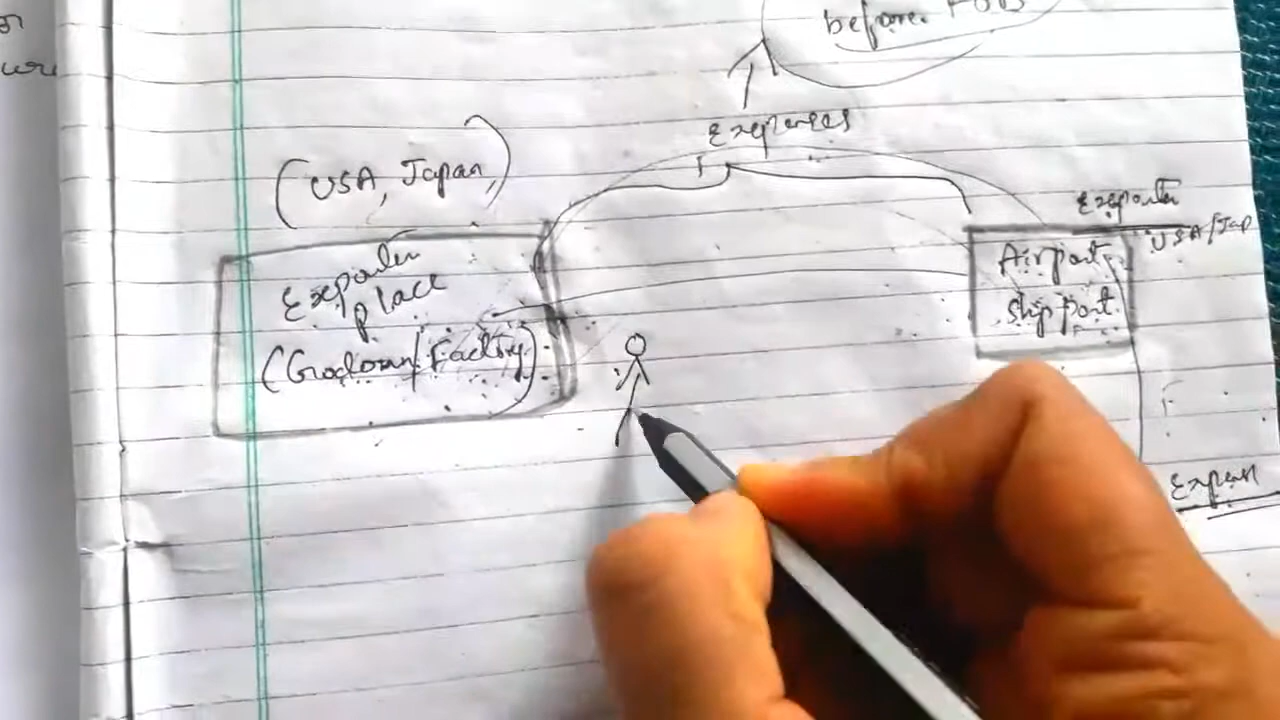 before FOB
Expenses
(USA, Japan,)
Exporter
USA/Jap
Exporter
place
(Godown/Factory)
Airport
Ship port
Expen